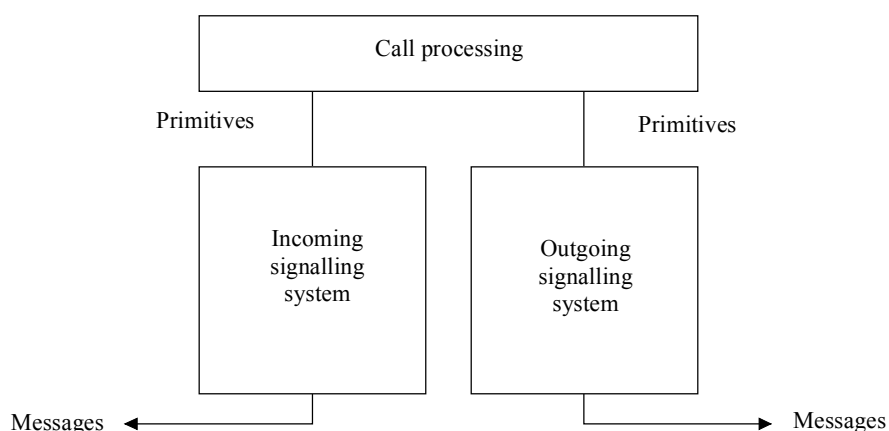 Call processing
Primitives
Primitives
Incoming
signalling
system
Outgoing
signalling
system
Messages
Messages